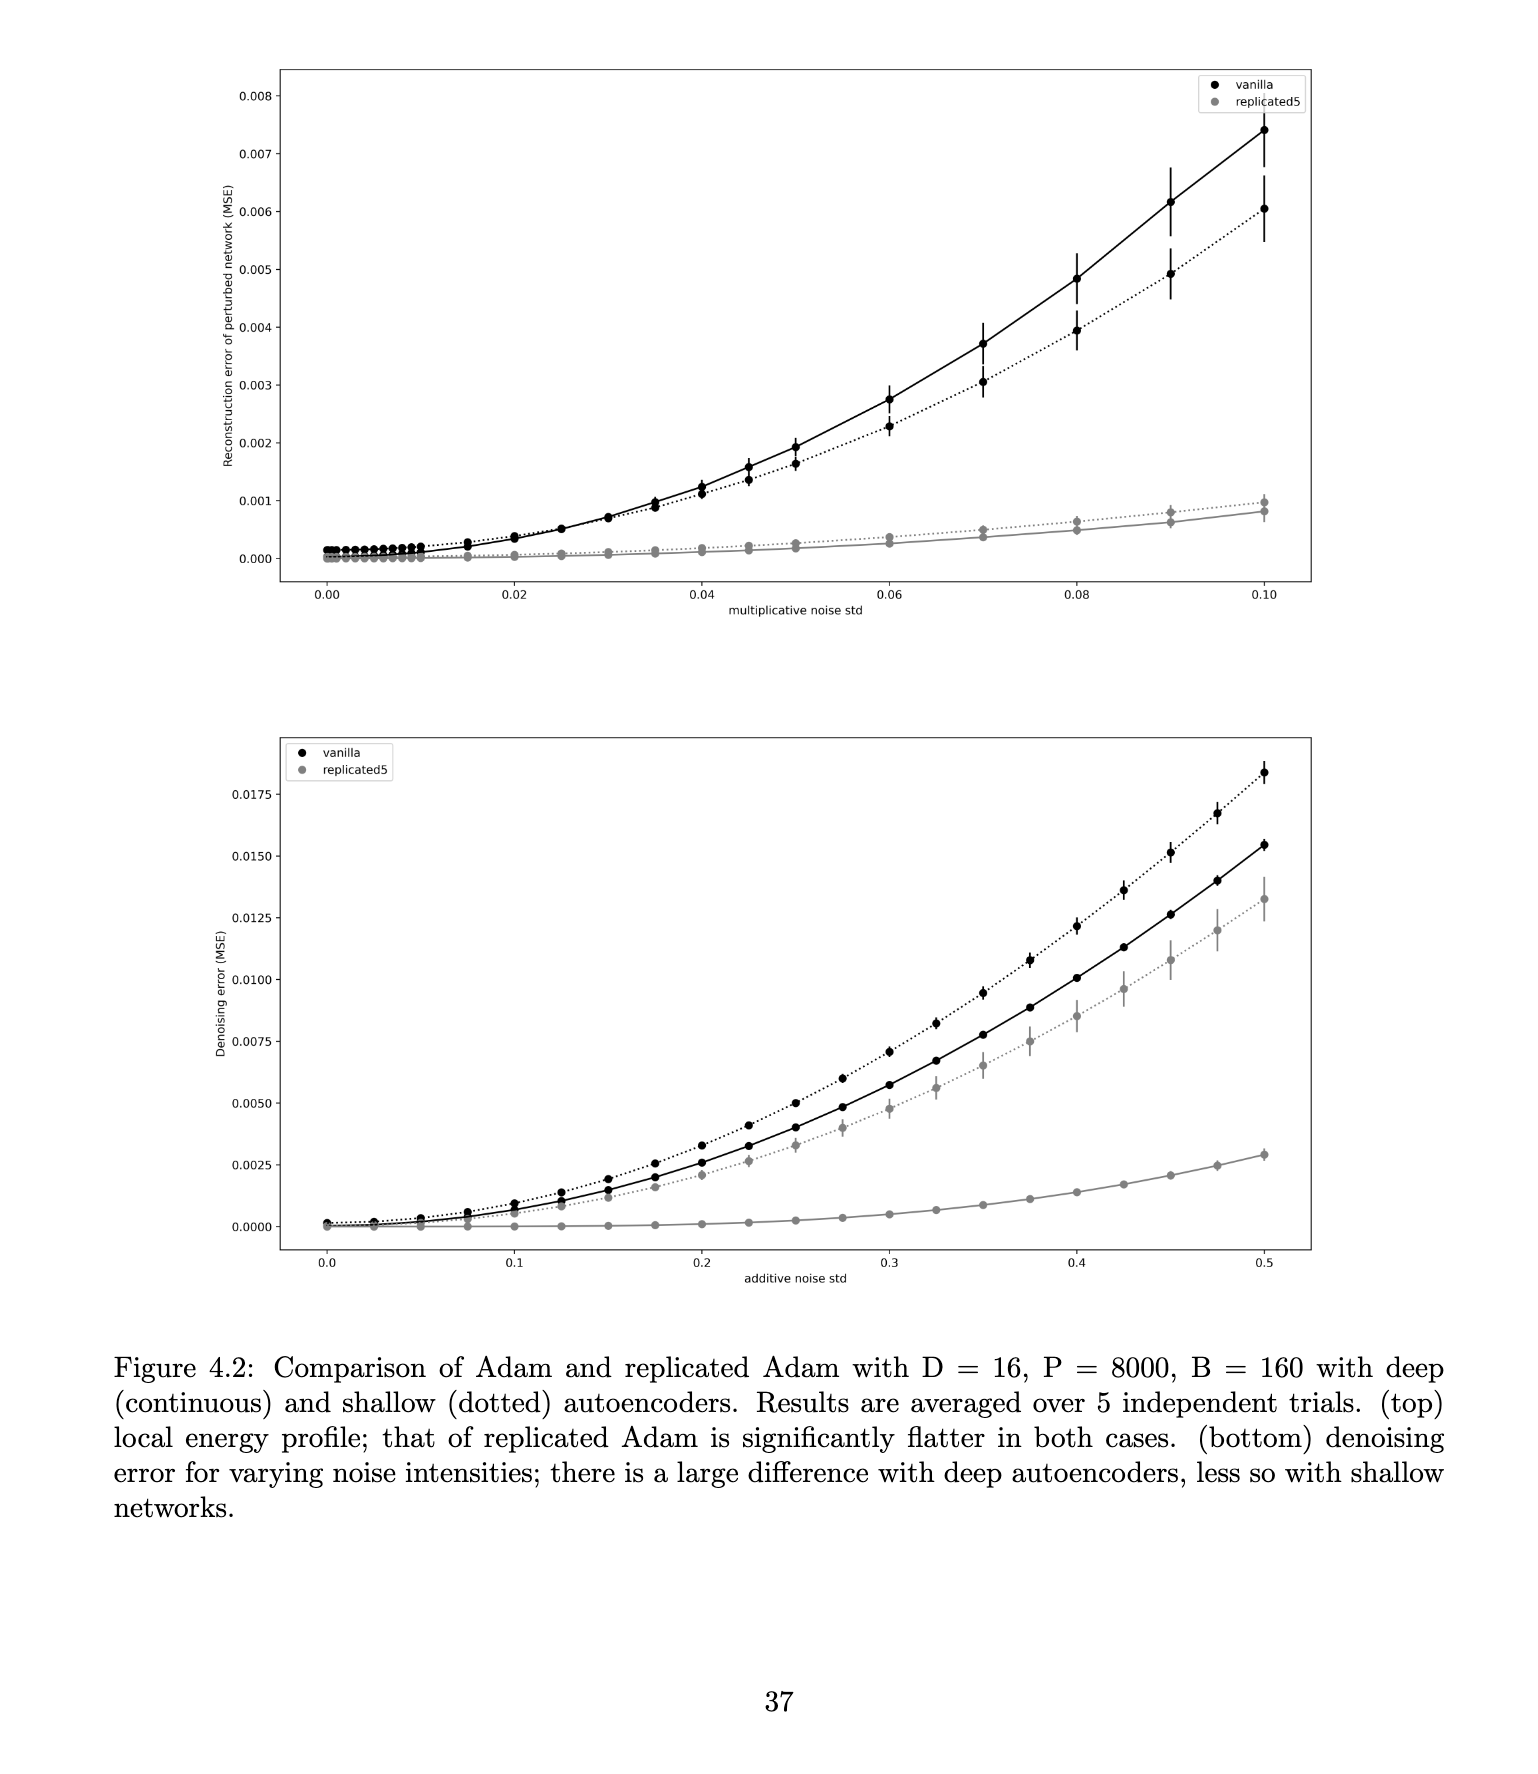 vanilla
replicated5
0.008
0.007
0.006
0.005
0.004
0.003
0.002
0.001
0.000
Reconstruction error of perturbed network (MSE)
0.00 0.02 0.04 0.06 0.08 0.10
multiplicative noise std
vanilla
replicated5
0.0175
0.0150
0.0125
0.0100
0.0075
0.0050
0.0025
0.0000
Denoising error (MSE)
0.0 0.1 0.2 0.3 0.4 0.5
additive noise std
Figure 4.2: Comparison of Adam and replicated Adam with D = 16, P = 8000, B = 160 with deep
(continuous) and shallow (dotted) autoencoders. Results are averaged over 5 independent trials. (top)
local energy profile; that of replicated Adam is significantly flatter in both cases. (bottom) denoising
error for varying noise intensities; there is a large difference with deep autoencoders, less so with shallow
networks.
37